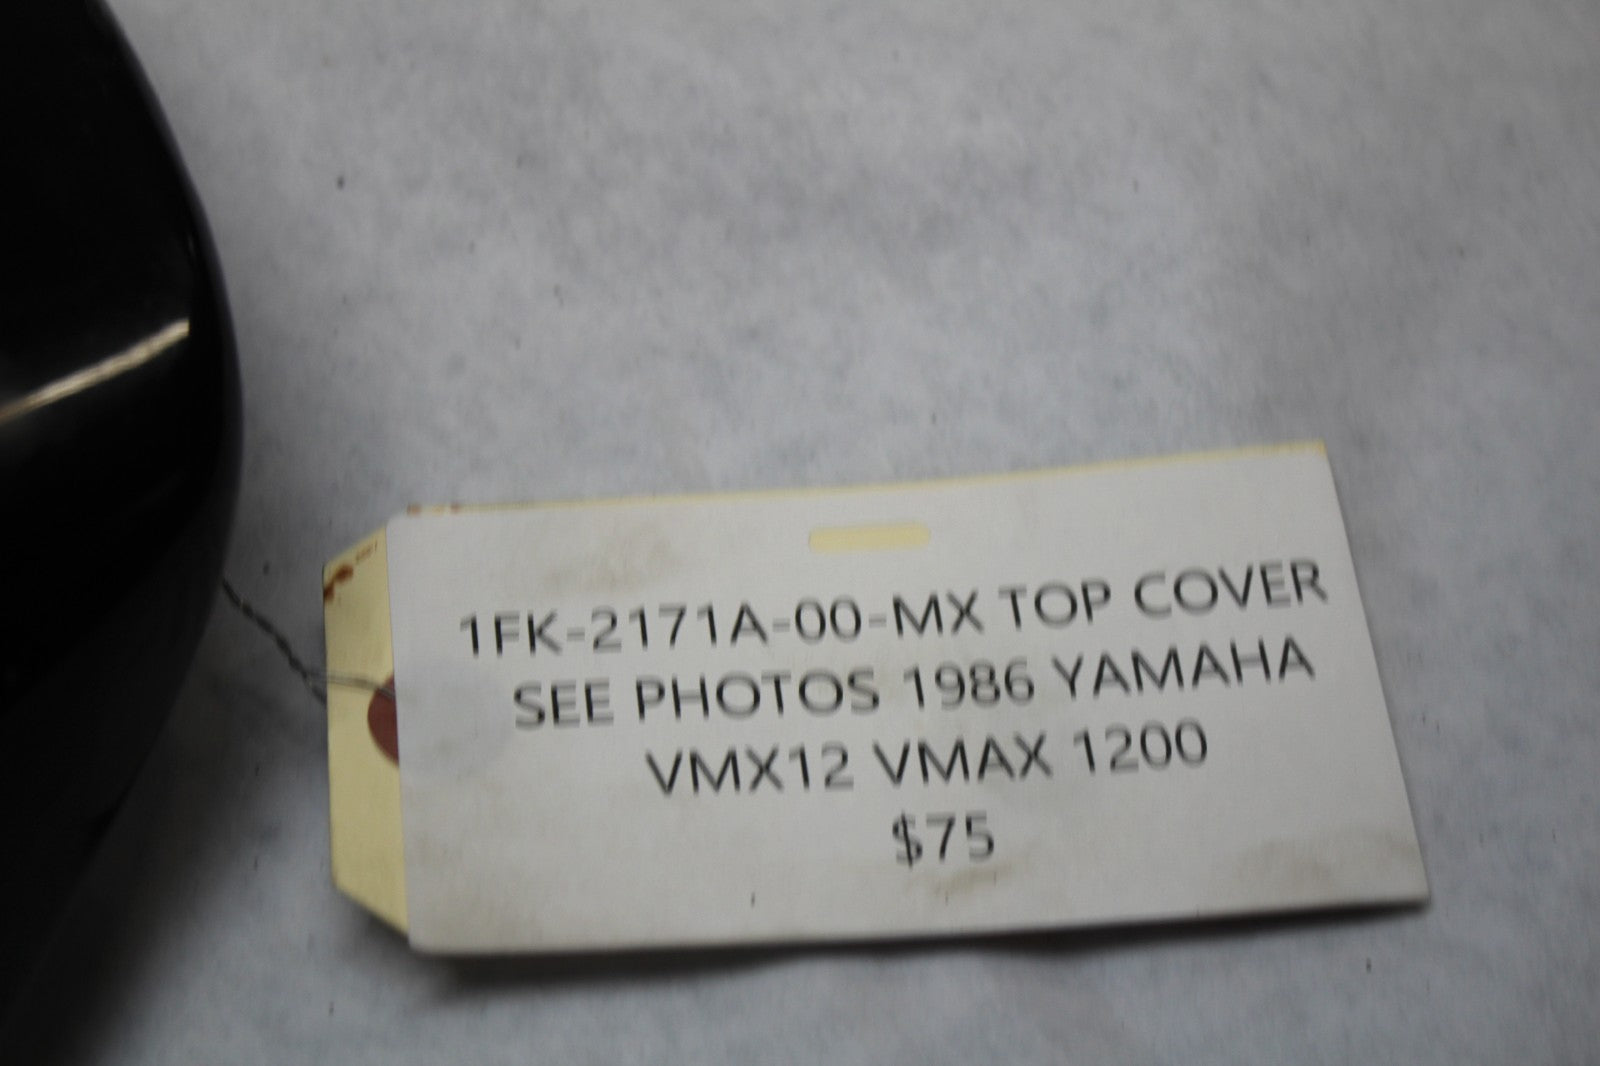 1FK-2171A-00-MX TOP COVER
SEE PHOTOS 1986 YAMAHA
VMX12 VMAX 1200
$75